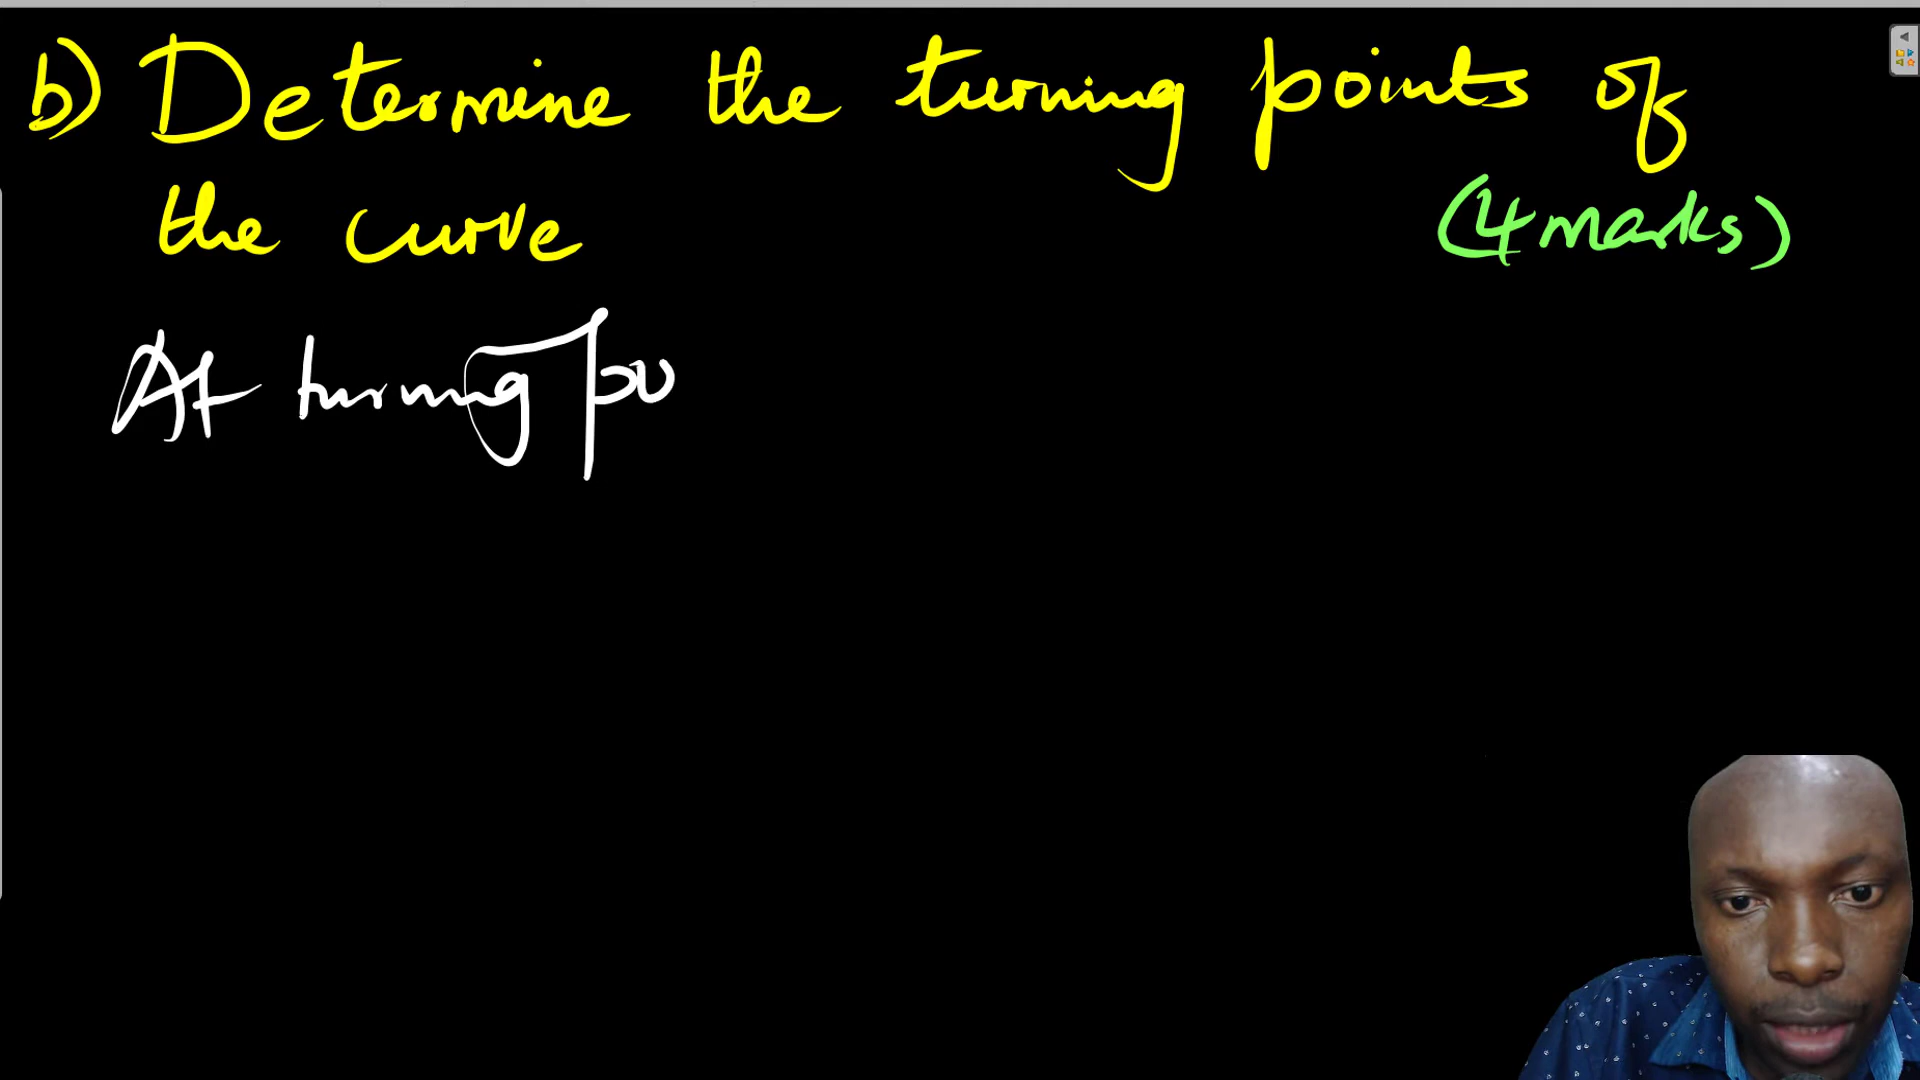 b) Determine the turning points of
the curve (4 marks)
At turning po